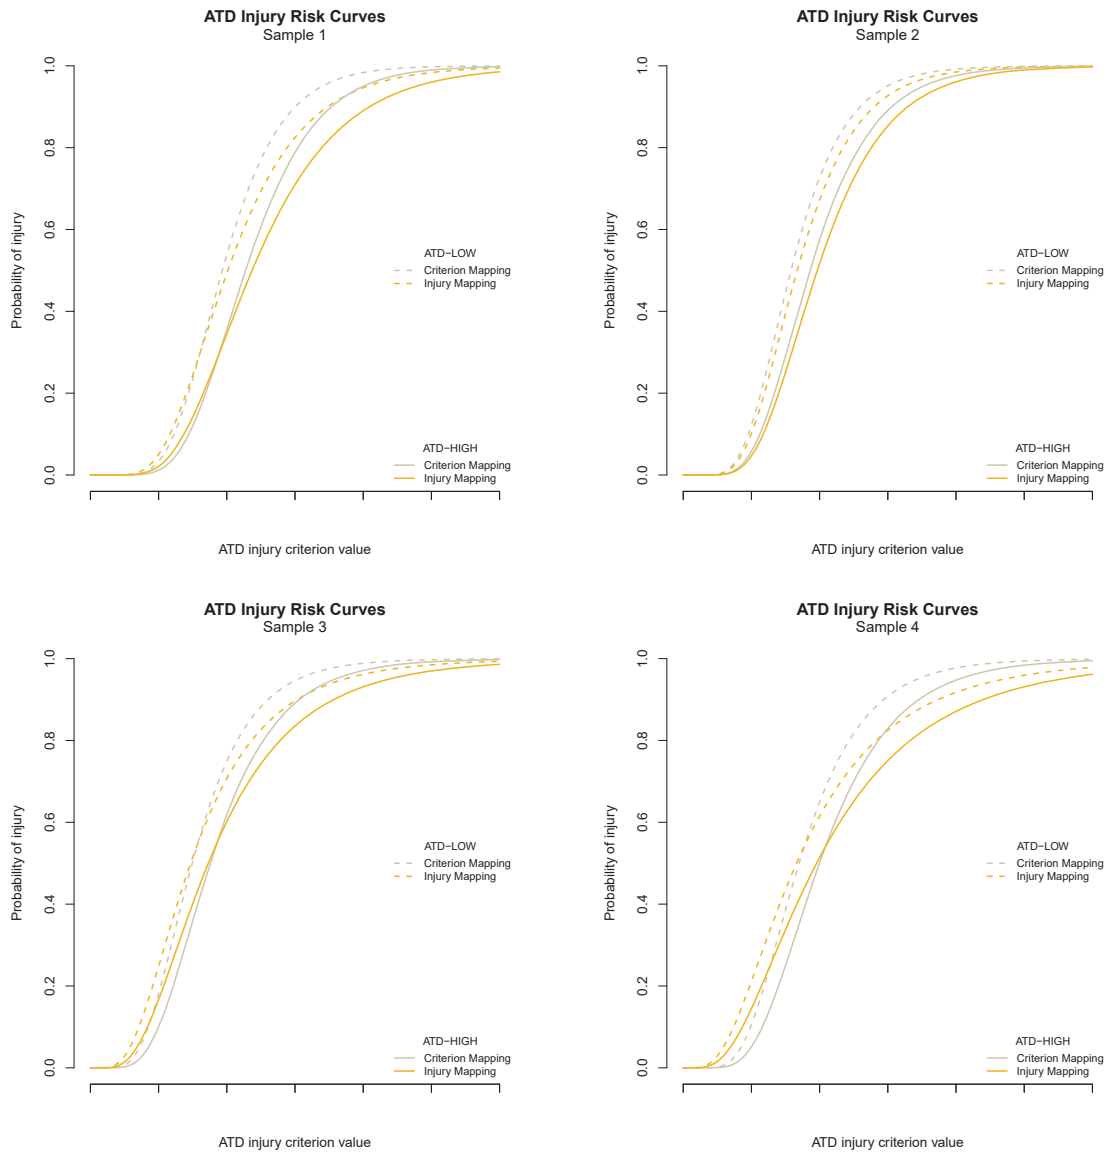 ATD Injury Risk Curves
Sample 1
1.0
0.8
0.6
0.4
0.2
0.0
Probability of injury
ATD−LOW
Criterion Mapping
Injury Mapping
ATD−HIGH
Criterion Mapping
Injury Mapping
ATD injury criterion value
ATD Injury Risk Curves
Sample 2
1.0
0.8
0.6
0.4
0.2
0.0
Probability of injury
ATD−LOW
Criterion Mapping
Injury Mapping
ATD−HIGH
Criterion Mapping
Injury Mapping
ATD injury criterion value
ATD Injury Risk Curves
Sample 3
1.0
0.8
0.6
0.4
0.2
0.0
Probability of injury
ATD−LOW
Criterion Mapping
Injury Mapping
ATD−HIGH
Criterion Mapping
Injury Mapping
ATD injury criterion value
ATD Injury Risk Curves
Sample 4
1.0
0.8
0.6
0.4
0.2
0.0
Probability of injury
ATD−LOW
Criterion Mapping
Injury Mapping
ATD−HIGH
Criterion Mapping
Injury Mapping
ATD injury criterion value